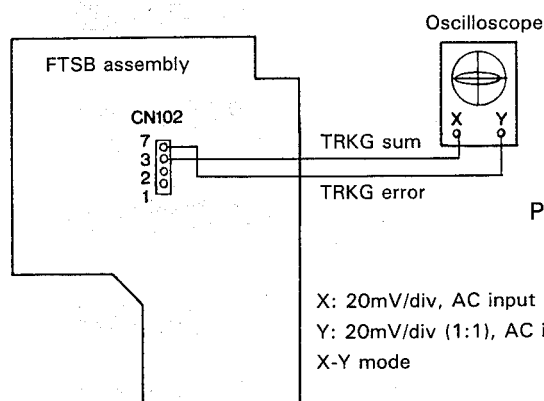 Oscilloscope
FTSB assembly
CN102
7
3
2
1
X Y
TRKG sum
TRKG error
P
X: 20mV/div, AC input
Y: 20mV/div (1:1), AC i
X-Y mode